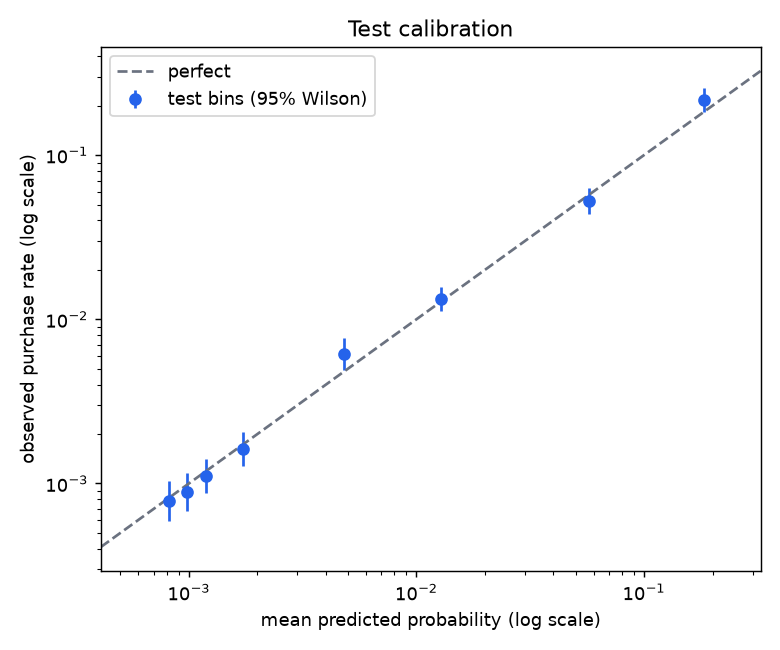 Test calibration
perfect
test bins (95% Wilson)
observed purchase rate (log scale)
10⁻¹
10⁻²
10⁻³
10⁻³
10⁻²
10⁻¹
mean predicted probability (log scale)